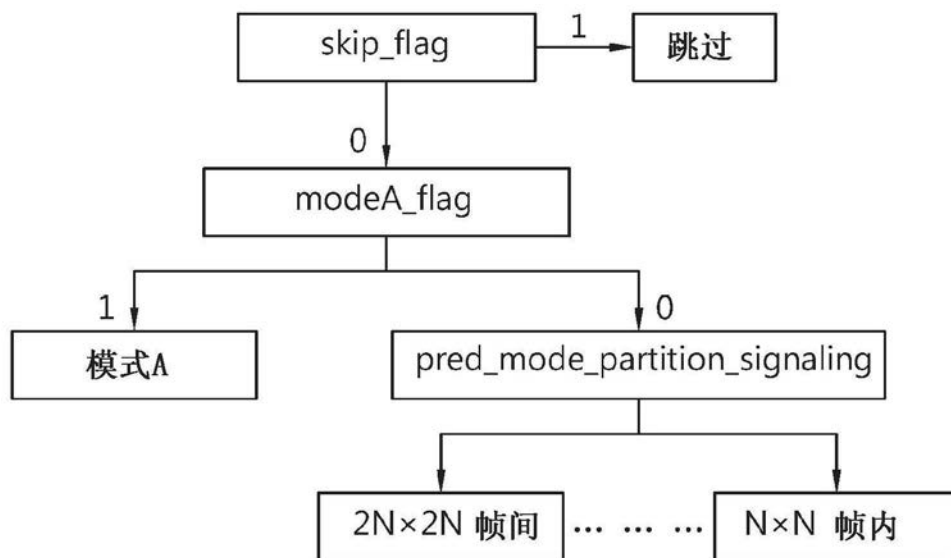 skip_flag
1
跳过
0
modeA_flag
1
0
模式A
pred_mode_partition_signaling
2N×2N 帧间
... ... ...
N×N 帧内